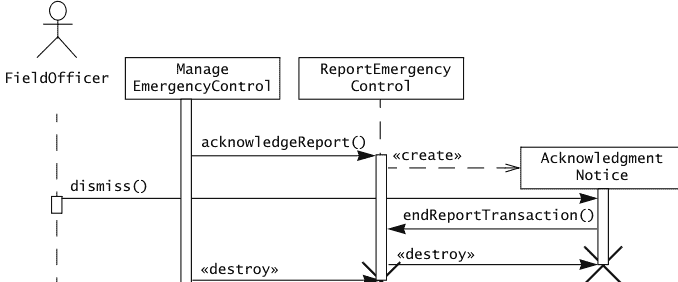 FieldOfficer
Manage
EmergencyControl
ReportEmergency
Control
acknowledgeReport()
«create»
Acknowledgment
Notice
dismiss()
endReportTransaction()
«destroy»
«destroy»